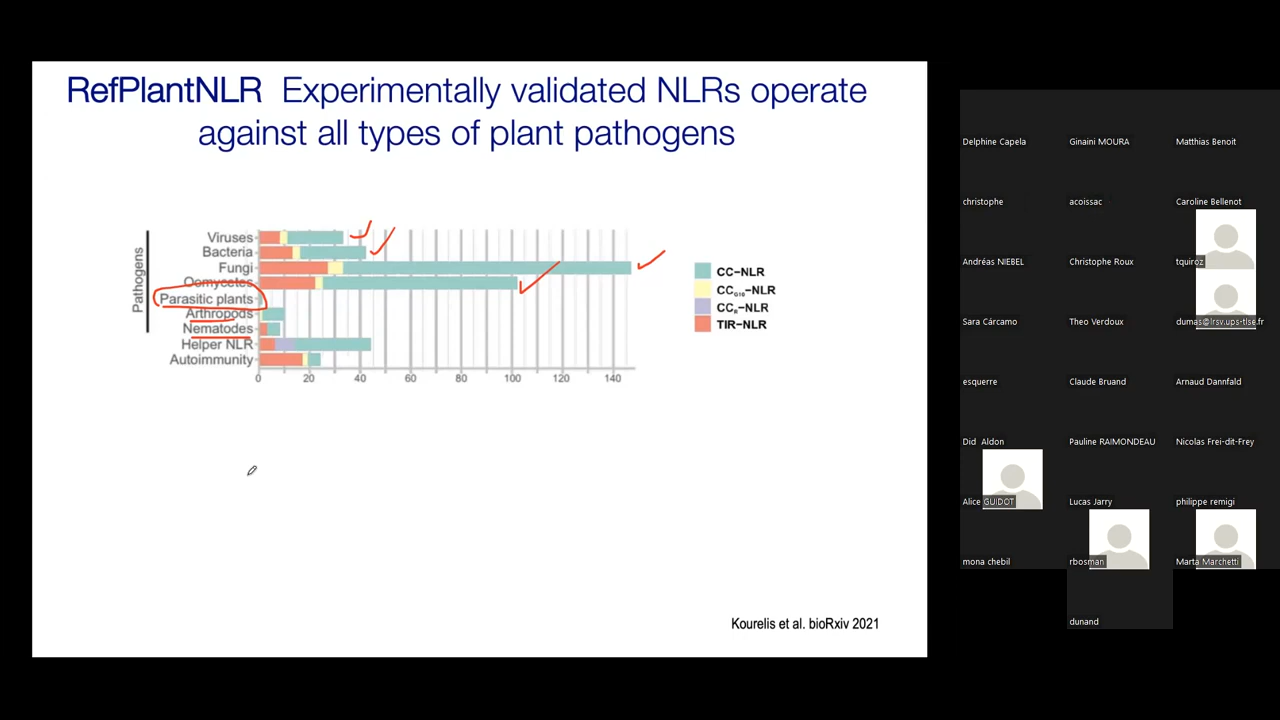 RefPlantNLR Experimentally validated NLRs operate
against all types of plant pathogens
Pathogens
Viruses
Bacteria
Fungi
Oomycetes
Parasitic plants
Arthropods
Nematodes
Helper NLR
Autoimmunity
0 20 40 60 80 100 120 140
CC-NLR
CCG10-NLR
CCR-NLR
TIR-NLR
Kourelis et al. bioRxiv 2021
Delphine Capela Ginaini MOURA Matthias Benoit
christophe acoissac Caroline Bellenot
Andréas NIEBEL Christophe Roux tquiroz
Sara Cárcamo Theo Verdoux dumas@lrsv.ups-tlse.fr
esquerre Claude Bruand Arnaud Dannfald
Did Aldon Pauline RAIMONDEAU Nicolas Frei-dit-Frey
Alice GUIDOT Lucas Jarry philippe remigi
mona chebil rbosman Marta Marchetti
dunand